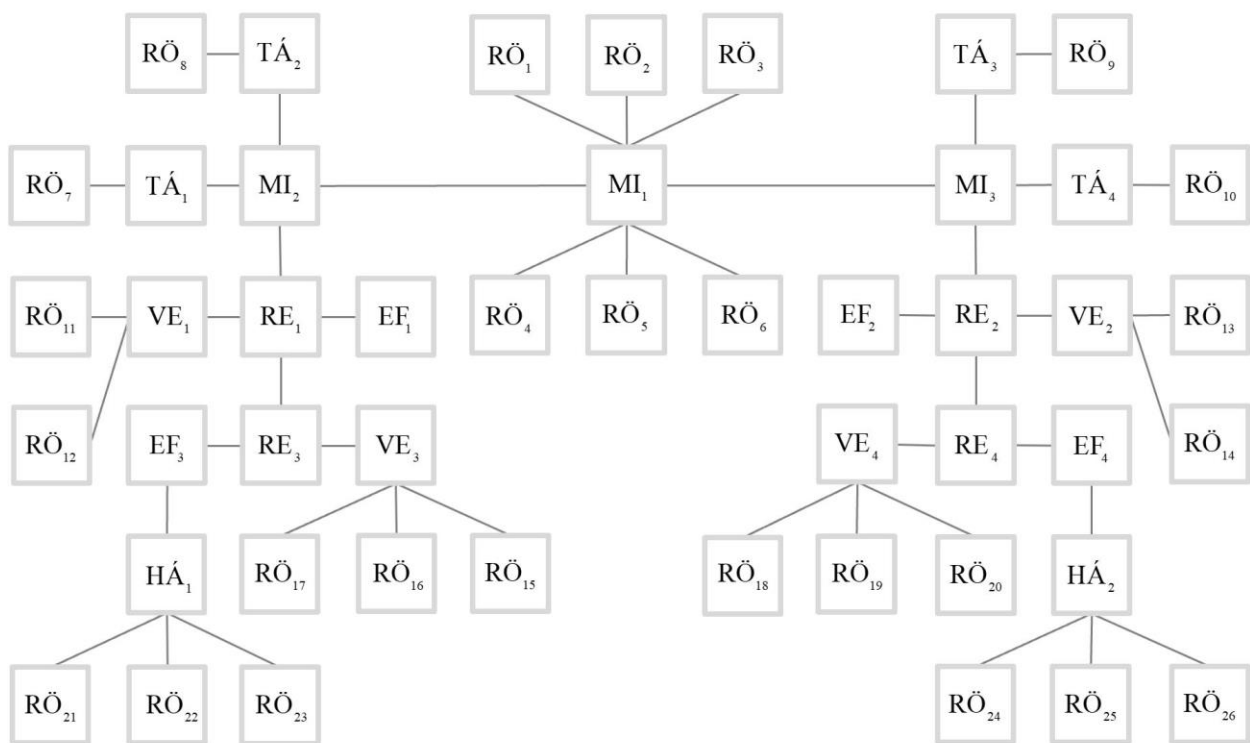 RÖ₈ TÁ₂ RÖ₁ RÖ₂ RÖ₃ TÁ₃ RÖ₉
RÖ₇ TÁ₁ MI₂ MI₁ MI₃ TÁ₄ RÖ₁₀
RÖ₁₁ VE₁ RE₁ EF₁ RÖ₄ RÖ₅ RÖ₆ EF₂ RE₂ VE₂ RÖ₁₃
RÖ₁₂ EF₃ RE₃ VE₃ VE₄ RE₄ EF₄ RÖ₁₄
HÁ₁ RÖ₁₇ RÖ₁₆ RÖ₁₅ RÖ₁₈ RÖ₁₉ RÖ₂₀ HÁ₂
RÖ₂₁ RÖ₂₂ RÖ₂₃ RÖ₂₄ RÖ₂₅ RÖ₂₆